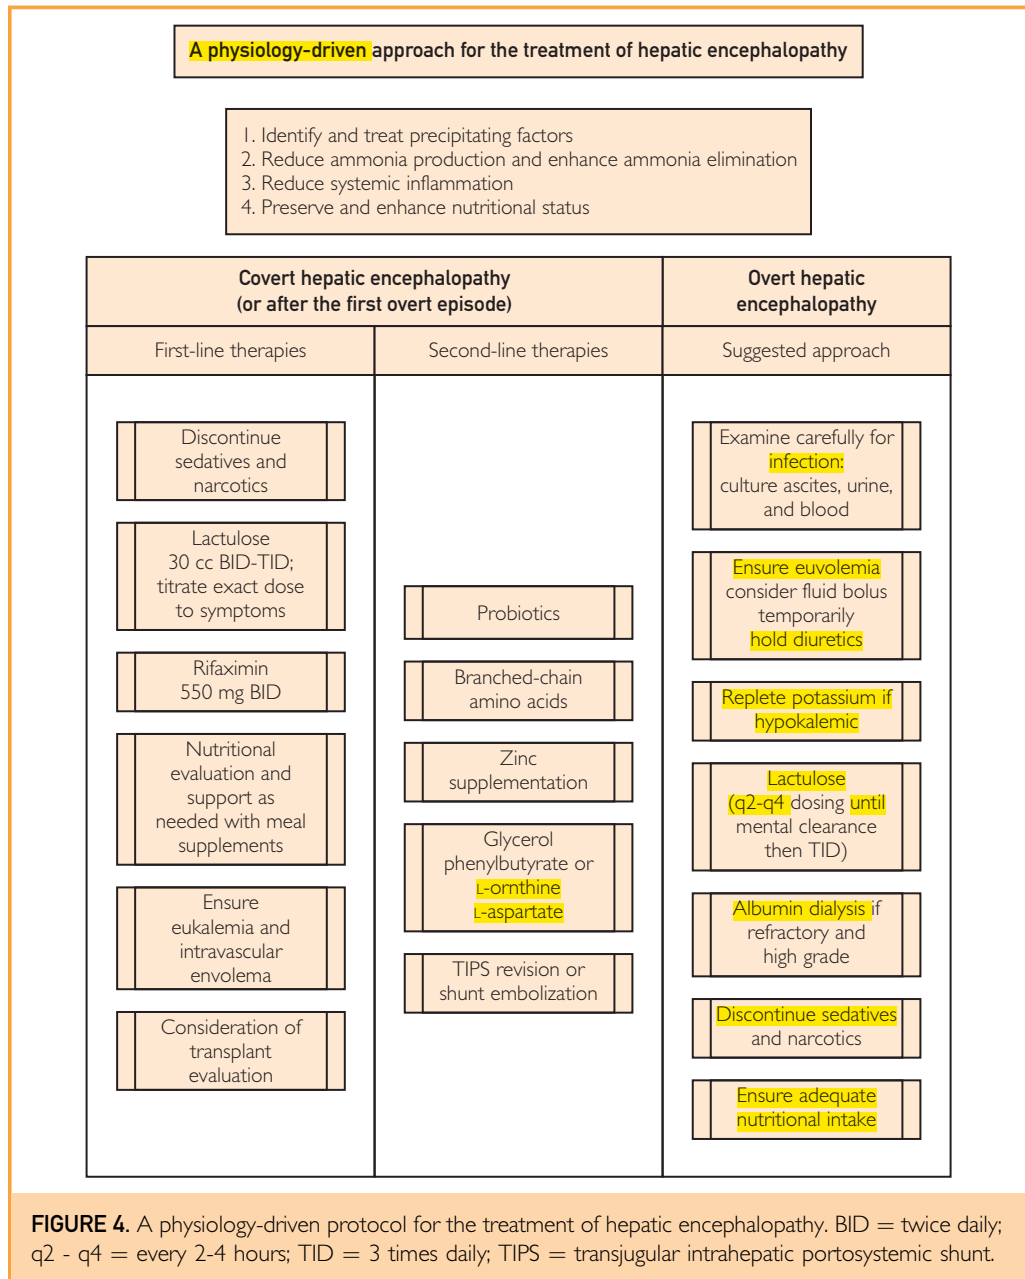 A physiology-driven approach for the treatment of hepatic encephalopathy
1. Identify and treat precipitating factors
2. Reduce ammonia production and enhance ammonia elimination
3. Reduce systemic inflammation
4. Preserve and enhance nutritional status
Covert hepatic encephalopathy
(or after the first overt episode)
Overt hepatic
encephalopathy
First-line therapies
Second-line therapies
Suggested approach
Discontinue
sedatives and
narcotics
Lactulose
30 cc BID-TID;
titrate exact dose
to symptoms
Rifaximin
550 mg BID
Nutritional
evaluation and
support as
needed with meal
supplements
Ensure
eukalemia and
intravascular
envolema
Consideration of
transplant
evaluation
Probiotics
Branched-chain
amino acids
Zinc
supplementation
Glycerol
phenylbutyrate or
L-ornthine
L-aspartate
TIPS revision or
shunt embolization
Examine carefully for
infection:
culture ascites, urine,
and blood
Ensure euvolemia
consider fluid bolus
temporarily
hold diuretics
Replete potassium if
hypokalemic
Lactulose
(q2-q4 dosing until
mental clearance
then TID)
Albumin dialysis if
refractory and
high grade
Discontinue sedatives
and narcotics
Ensure adequate
nutritional intake
FIGURE 4. A physiology-driven protocol for the treatment of hepatic encephalopathy. BID = twice daily;
q2 - q4 = every 2-4 hours; TID = 3 times daily; TIPS = transjugular intrahepatic portosystemic shunt.